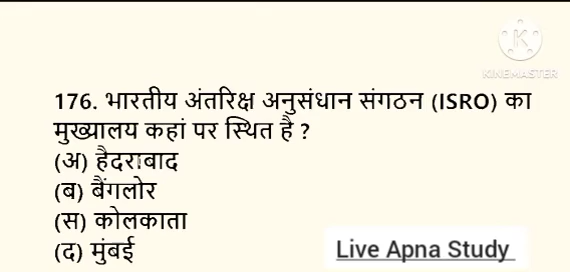 K
KINEMASTER
176. भारतीय अंतरिक्ष अनुसंधान संगठन (ISRO) का
मुख्यालय कहां पर स्थित है ?
(अ) हैदराबाद
(ब) बैंगलोर
(स) कोलकाता
(द) मुंबई
Live Apna Study